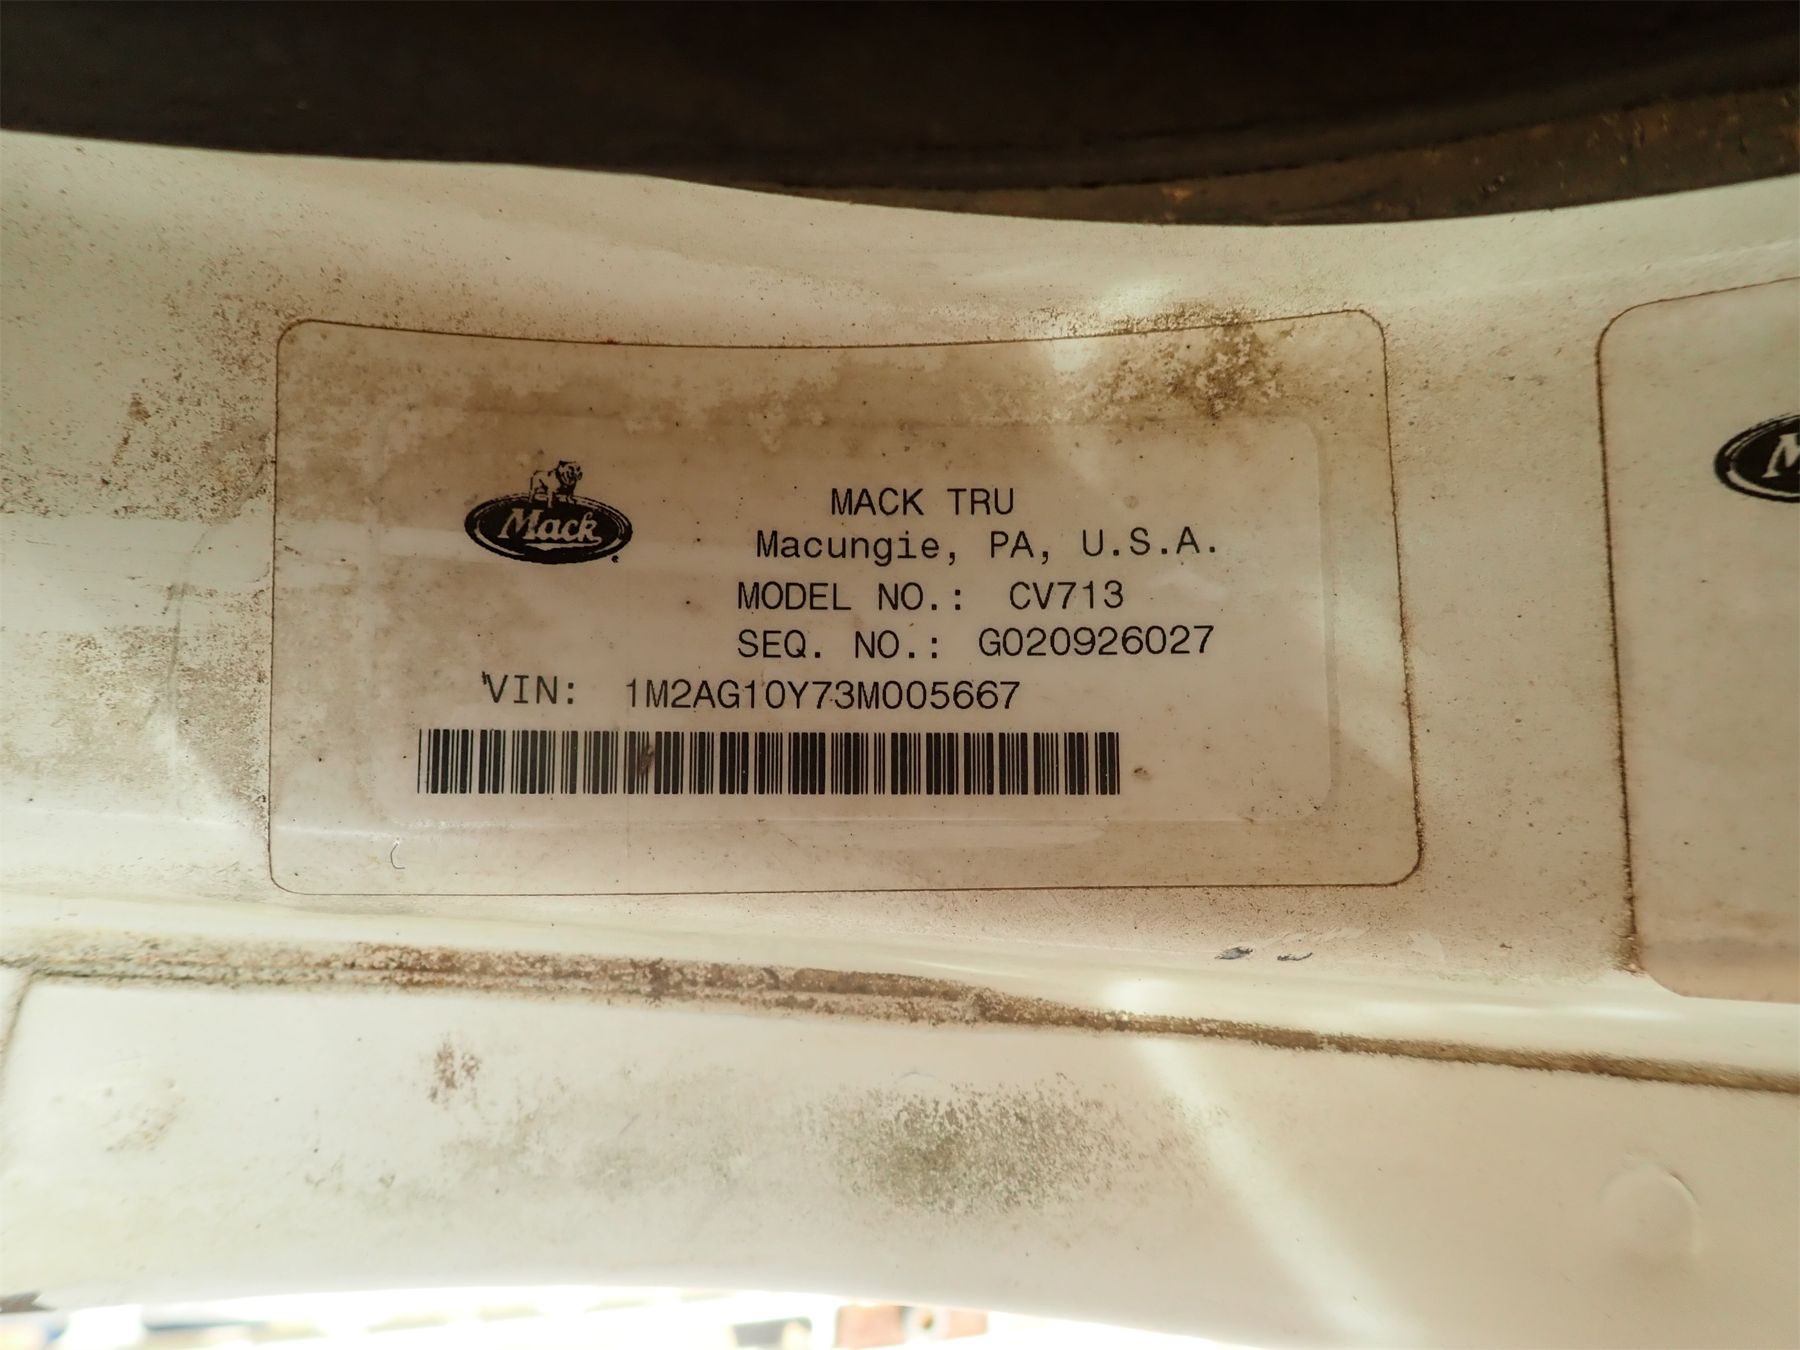 Mack
MACK TRU
Macungie, PA, U.S.A.
MODEL NO.: CV713
SEQ. NO.: G020926027
VIN: 1M2AG10Y73M005667
M